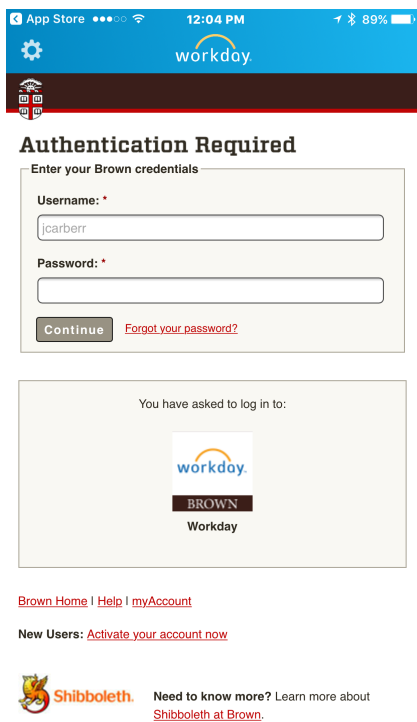 App Store 12:04 PM 89%
workday.
Authentication Required
Enter your Brown credentials
Username: *
jcarberr
Password: *
Continue Forgot your password?
You have asked to log in to:
workday.
BROWN
Workday
Brown Home | Help | myAccount
New Users: Activate your account now
Shibboleth. Need to know more? Learn more about
Shibboleth at Brown.